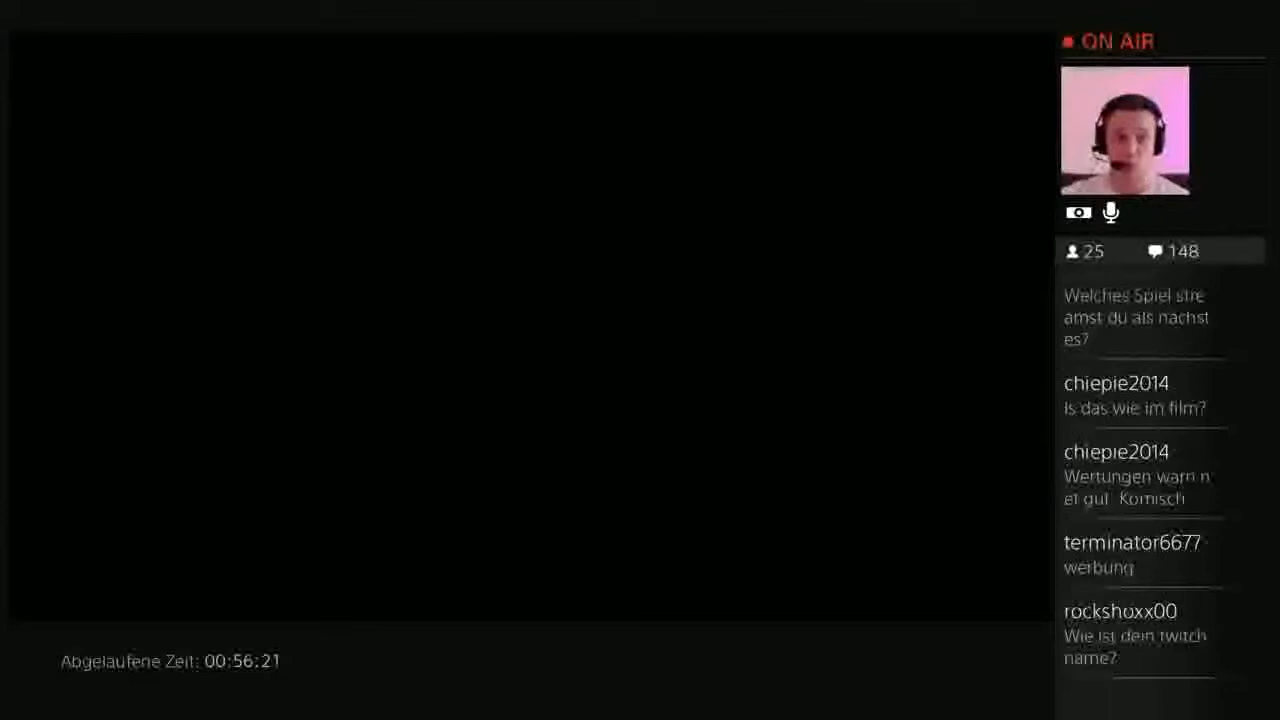 ON AIR
25 148
Welches Spiel stre
amst du als nächst
es?
chiepie2014
Is das wie im film?
chiepie2014
Wertungen warn n
et gut. Komisch
terminator6677
werbung
rockshoxx00
Wie ist dein twitch
name?
Abgelaufene Zeit: 00:56:21